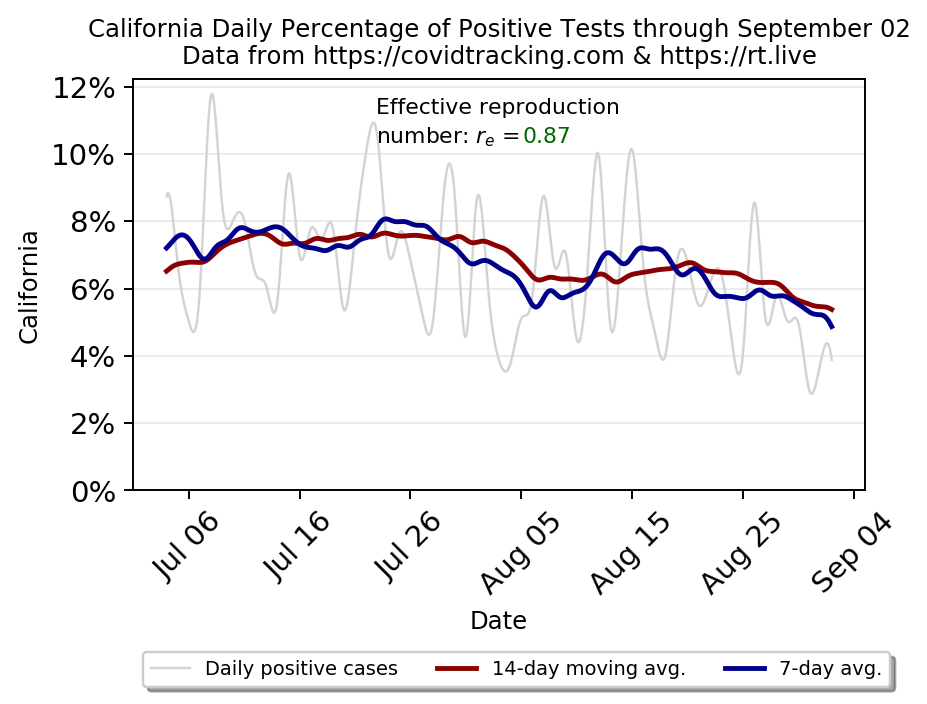 California Daily Percentage of Positive Tests through September 02
Data from https://covidtracking.com & https://rt.live
Effective reproduction
number: rₑ =0.87
12%
10%
8%
6%
4%
2%
0%
California
Jul 06
Jul 16
Jul 26
Aug 05
Aug 15
Aug 25
Sep 04
Date
Daily positive cases
14-day moving avg.
7-day avg.